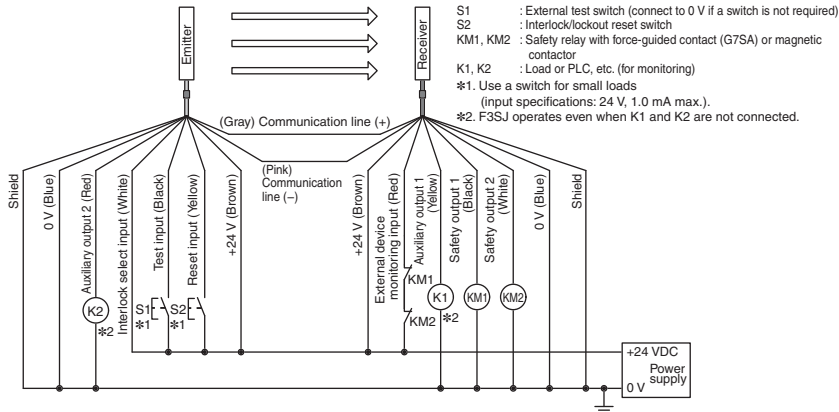 Emitter
Receiver
S1 : External test switch (connect to 0 V if a switch is not required)
S2 : Interlock/lockout reset switch
KM1, KM2 : Safety relay with force-guided contact (G7SA) or magnetic
contactor
K1, K2 : Load or PLC, etc. (for monitoring)
*1. Use a switch for small loads
(input specifications: 24 V, 1.0 mA max.).
*2. F3SJ operates even when K1 and K2 are not connected.
(Gray) Communication line (+)
(Pink)
Communication
line (−)
Shield
0 V (Blue)
Auxiliary output 2 (Red)
Interlock select input (White)
Test input (Black)
Reset input (Yellow)
+24 V (Brown)
+24 V (Brown)
External device
monitoring input (Red)
Auxiliary output 1
(Yellow)
Safety output 1
(Black)
Safety output 2
(White)
0 V (Blue)
Shield
K2
*2
S1
*1
S2
*1
KM1
KM2
K1
*2
KM1
KM2
+24 VDC
Power
supply
0 V